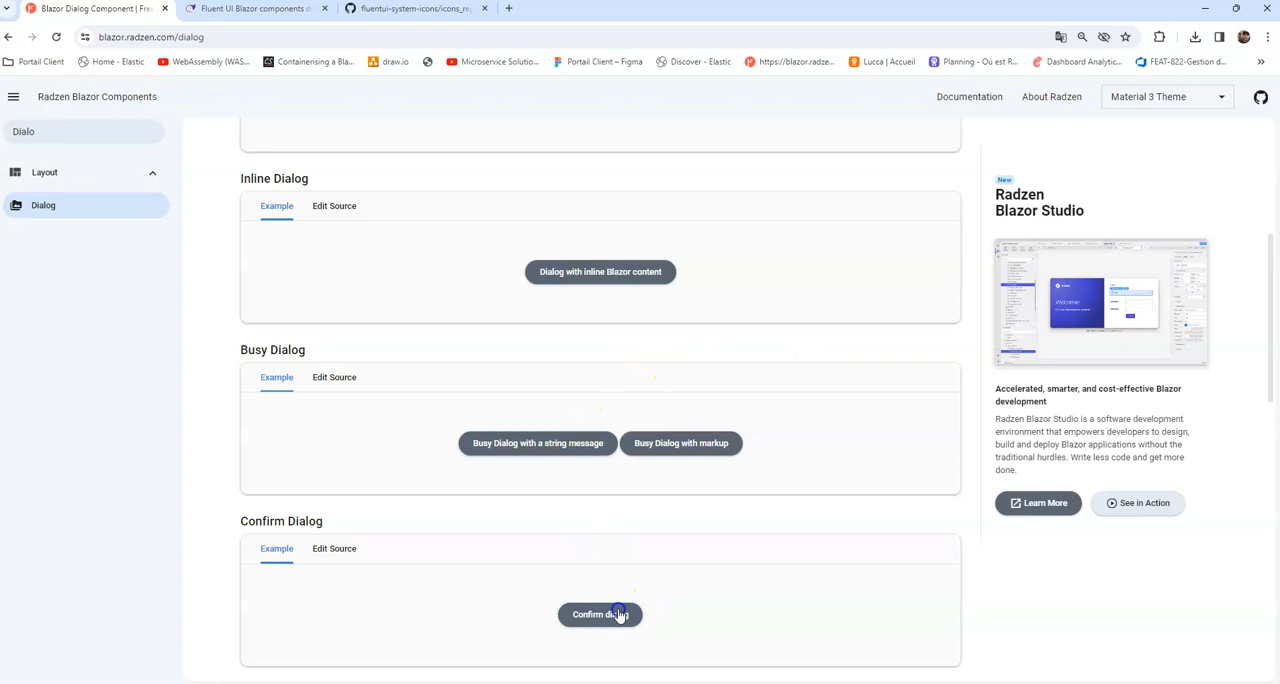 Blazor Dialog Component | Fre
Fluent UI Blazor components d
fluentui-system-icons/icons_re
blazor.radzen.com/dialog
Portail Client
Home - Elastic
WebAssembly (WAS...
Containerising a Bla...
draw.io
Microservice Solutio...
Portail Client – Figma
Discover - Elastic
https://blazor.radze...
Lucca | Accueil
Planning - Où est R...
Dashboard Analytic...
FEAT-822-Gestion d...
Radzen Blazor Components
Documentation
About Radzen
Material 3 Theme
Dialo
Layout
Dialog
Inline Dialog
Example
Edit Source
Dialog with inline Blazor content
Busy Dialog
Example
Edit Source
Busy Dialog with a string message
Busy Dialog with markup
Confirm Dialog
Example
Edit Source
Confirm
New
Radzen
Blazor Studio
Welcome!
Accelerated, smarter, and cost-effective Blazor
development
Radzen Blazor Studio is a software development
environment that empowers developers to design,
build and deploy Blazor applications without the
traditional hurdles. Write less code and get more
done.
Learn More
See in Action